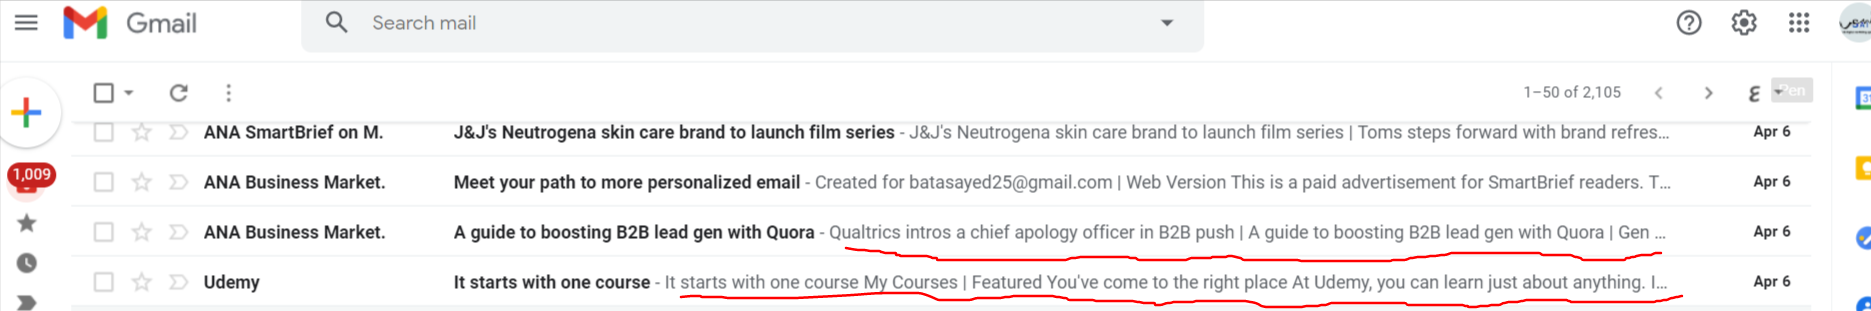 Gmail
Search mail
1–50 of 2,105
ع
Pen
ANA SmartBrief on M. J&J's Neutrogena skin care brand to launch film series - J&J's Neutrogena skin care brand to launch film series | Toms steps forward with brand refres... Apr 6
1,009
ANA Business Market. Meet your path to more personalized email - Created for batasayed25@gmail.com | Web Version This is a paid advertisement for SmartBrief readers. T... Apr 6
ANA Business Market. A guide to boosting B2B lead gen with Quora - Qualtrics intros a chief apology officer in B2B push | A guide to boosting B2B lead gen with Quora | Gen ... Apr 6
Udemy It starts with one course - It starts with one course My Courses | Featured You've come to the right place At Udemy, you can learn just about anything. I... Apr 6